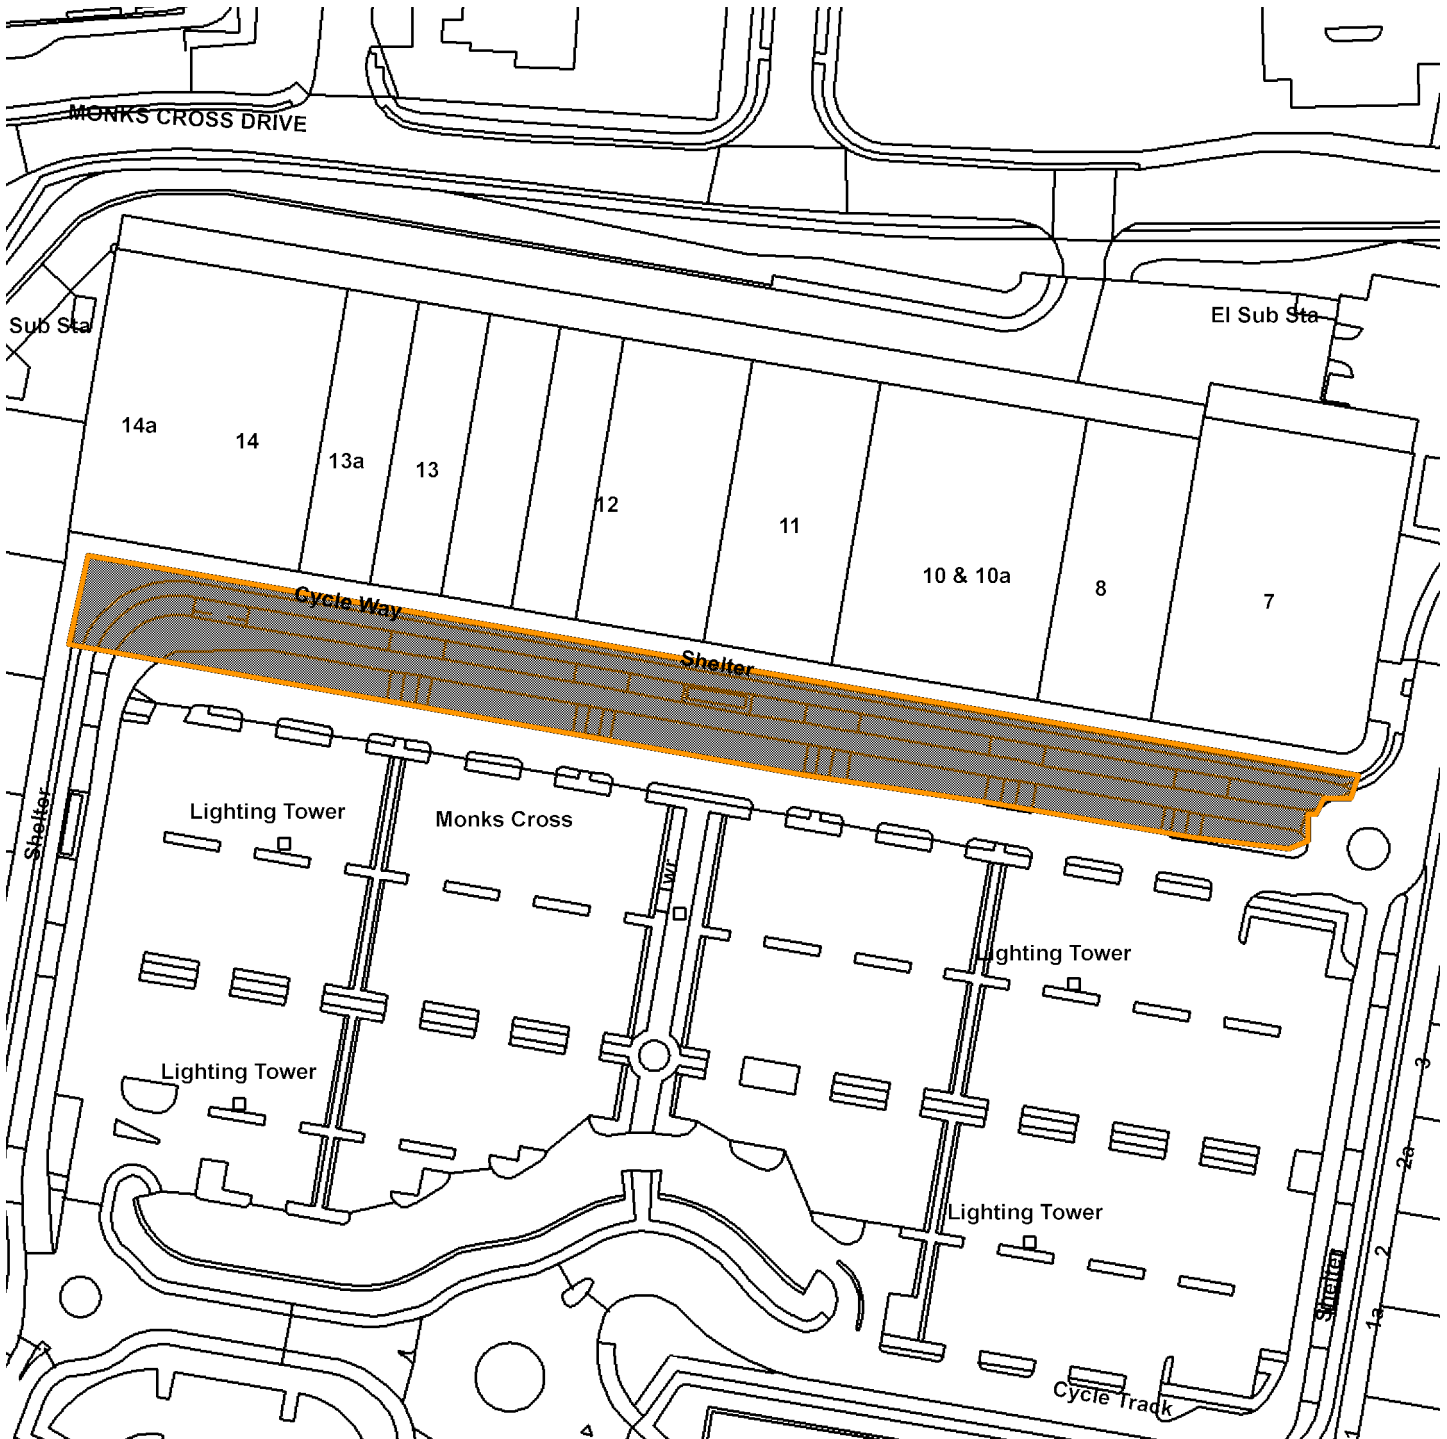 MONKS CROSS DRIVE
Sub Sta
El Sub Sta
14a
14
13a
13
12
11
10 & 10a
8
7
Cycle Way
Shelter
Shelter
Lighting Tower
Monks Cross
Twr
Lighting Tower
Lighting Tower
Lighting Tower
3
2a
2
1a
1
Shelter
Cycle Track